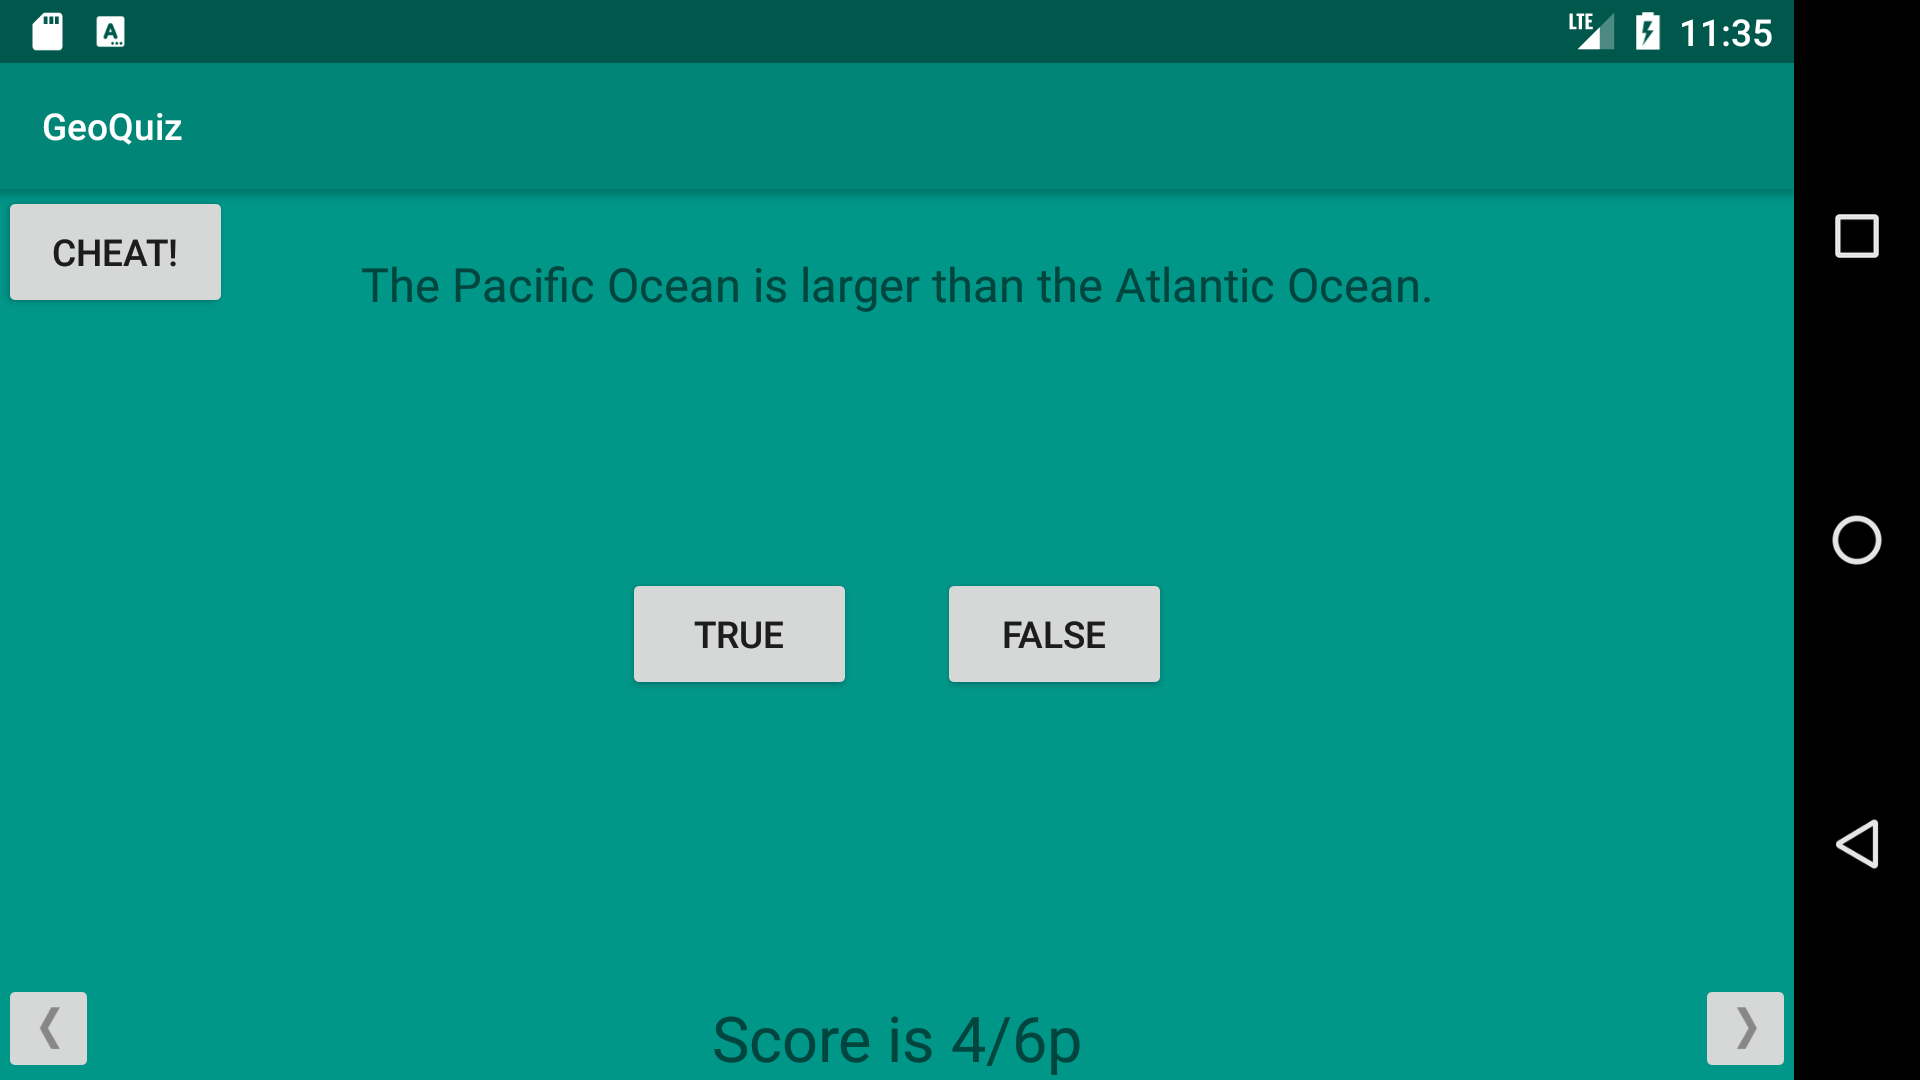 LTE 11:35
GeoQuiz
CHEAT!
The Pacific Ocean is larger than the Atlantic Ocean.
TRUE FALSE
Score is 4/6p